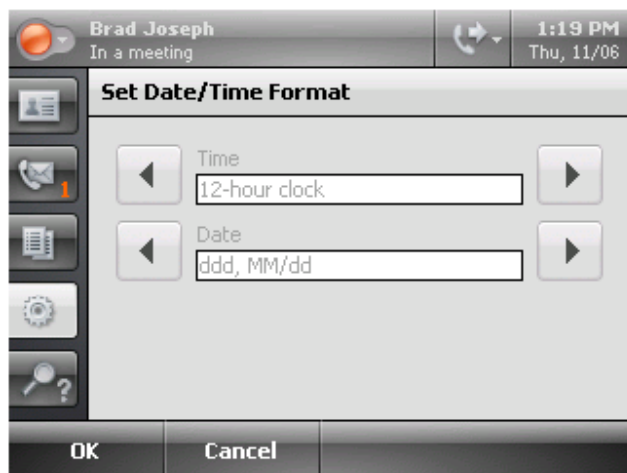 Brad Joseph
In a meeting
1:19 PM
Thu, 11/06
Set Date/Time Format
Time
12-hour clock
1
Date
ddd, MM/dd
?
OK
Cancel